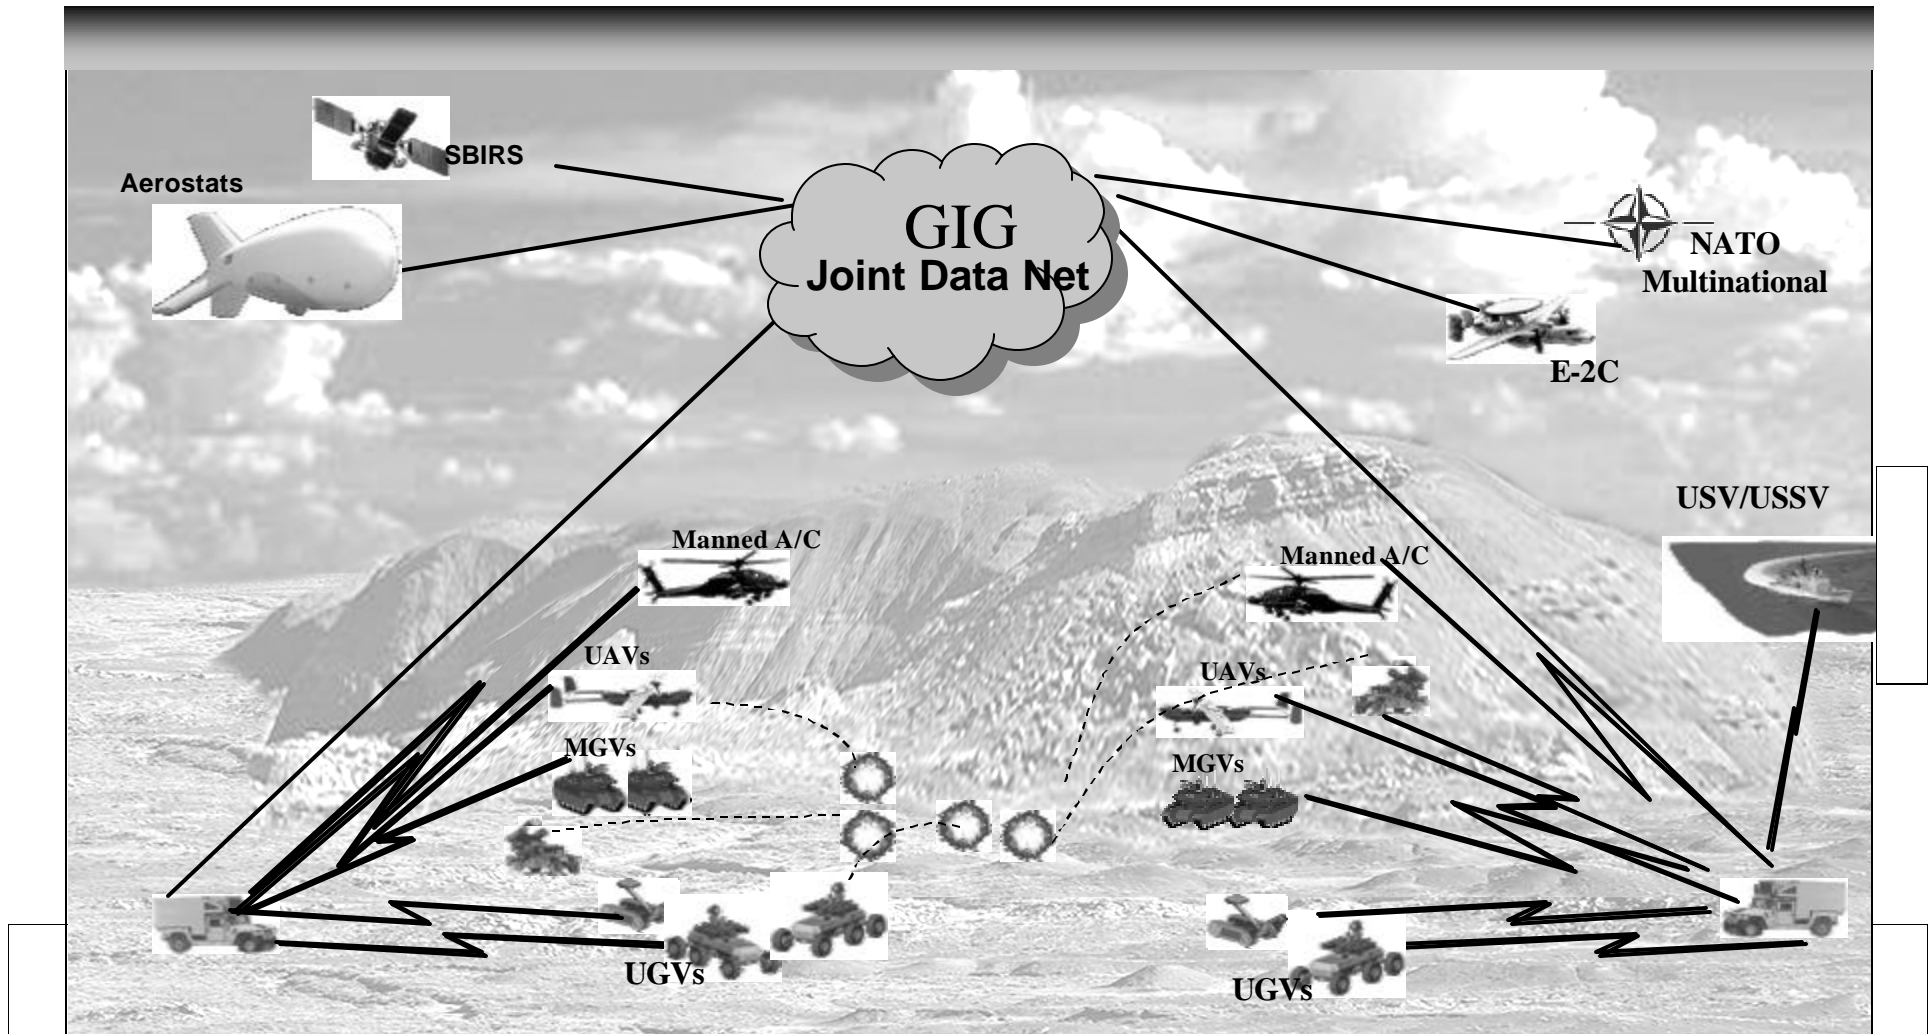 SBIRS
Aerostats
GIG
Joint Data Net
NATO
Multinational
E-2C
USV/USSV
Manned A/C
Manned A/C
UAVs
UAVs
MGVs
MGVs
UGVs
UGVs